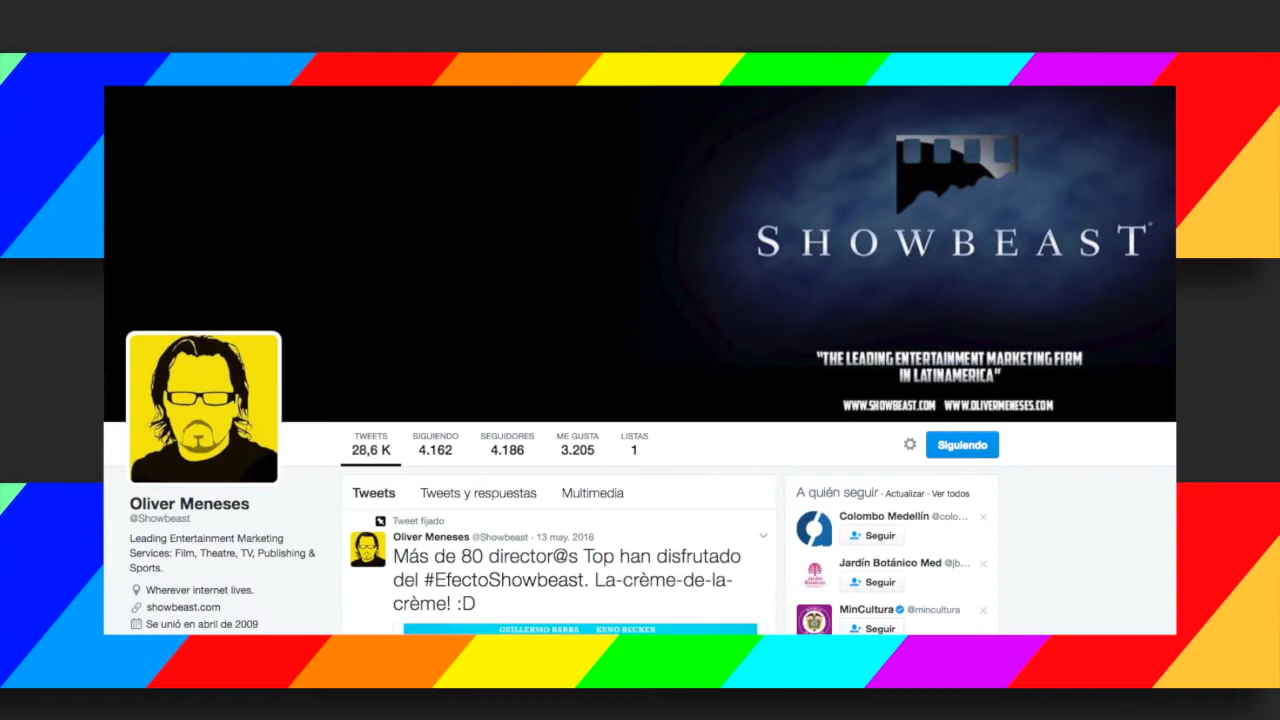 SHOWBEAST®
"THE LEADING ENTERTAINMENT MARKETING FIRM
IN LATINAMERICA"
WWW.SHOWBEAST.COM WWW.OLIVERMENESES.COM
TWEETS SIGUIENDO SEGUIDORES ME GUSTA LISTAS
28,6 K 4.162 4.186 3.205 1
Siguiendo
Oliver Meneses
@Showbeast
Leading Entertainment Marketing
Services: Film, Theatre, TV, Publishing &
Sports.
Wherever internet lives.
showbeast.com
Se unió en abril de 2009
Tweets Tweets y respuestas Multimedia
Tweet fijado
Oliver Meneses @Showbeast · 13 may. 2016
Más de 80 director@s Top han disfrutado
del #EfectoShowbeast. La-crème-de-la-
crème! :D
GUILLERMO BARBA KUNO BECKER
A quién seguir · Actualizar · Ver todos
Colombo Medellín @colo...
Seguir
Jardín Botánico Med @jb...
Seguir
MinCultura @mincultura
Seguir